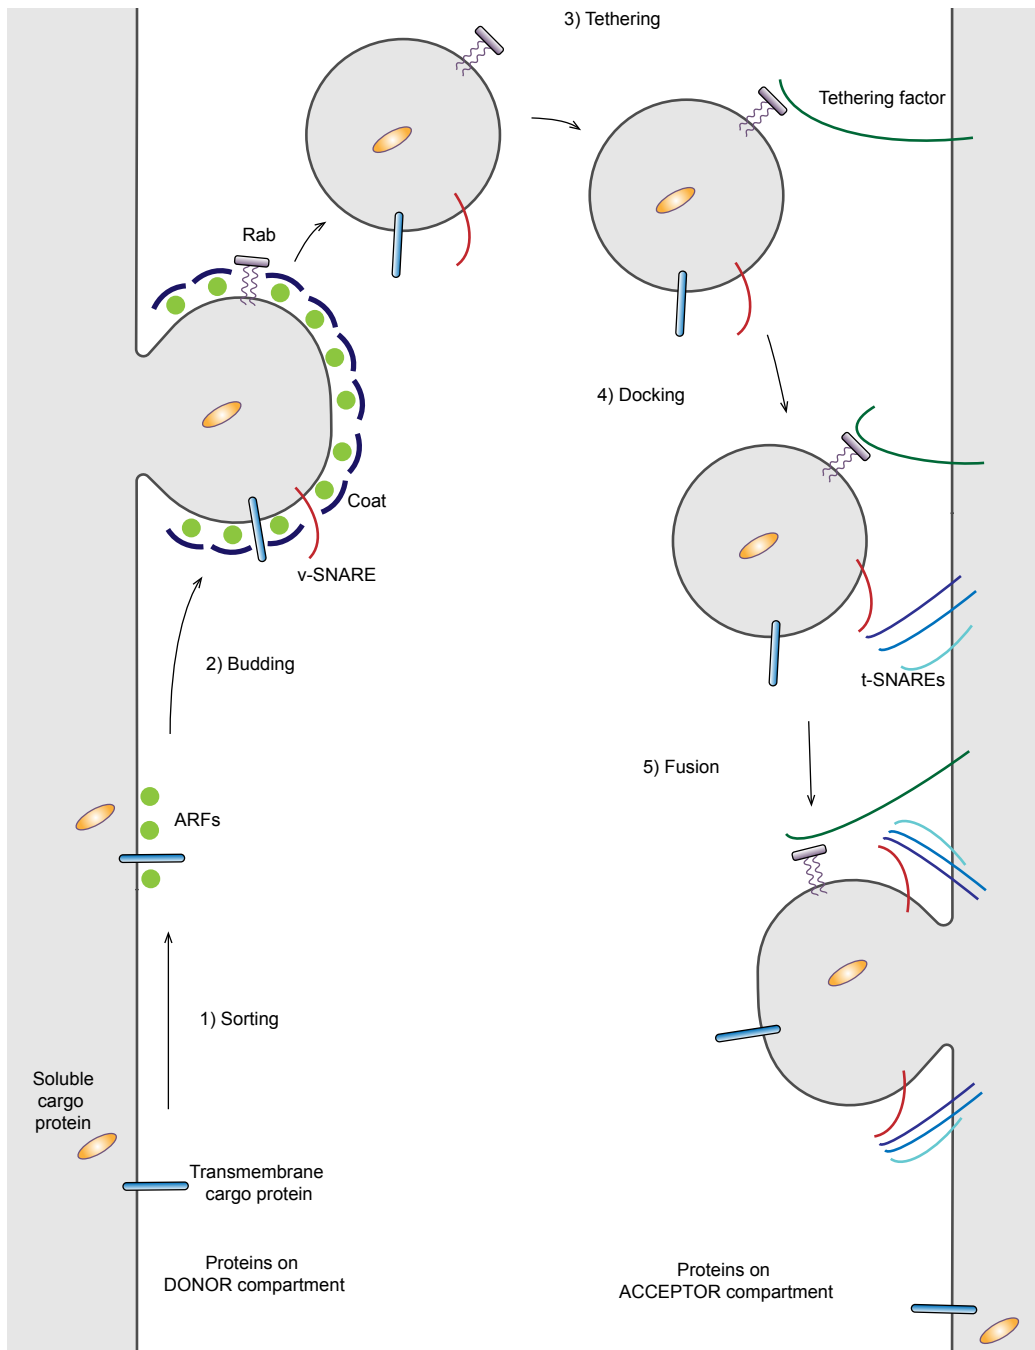 3) Tethering
Tethering factor
Rab
4) Docking
Coat
v-SNARE
2) Budding
t-SNAREs
5) Fusion
ARFs
1) Sorting
Soluble
cargo
protein
Transmembrane
cargo protein
Proteins on
DONOR compartment
Proteins on
ACCEPTOR compartment